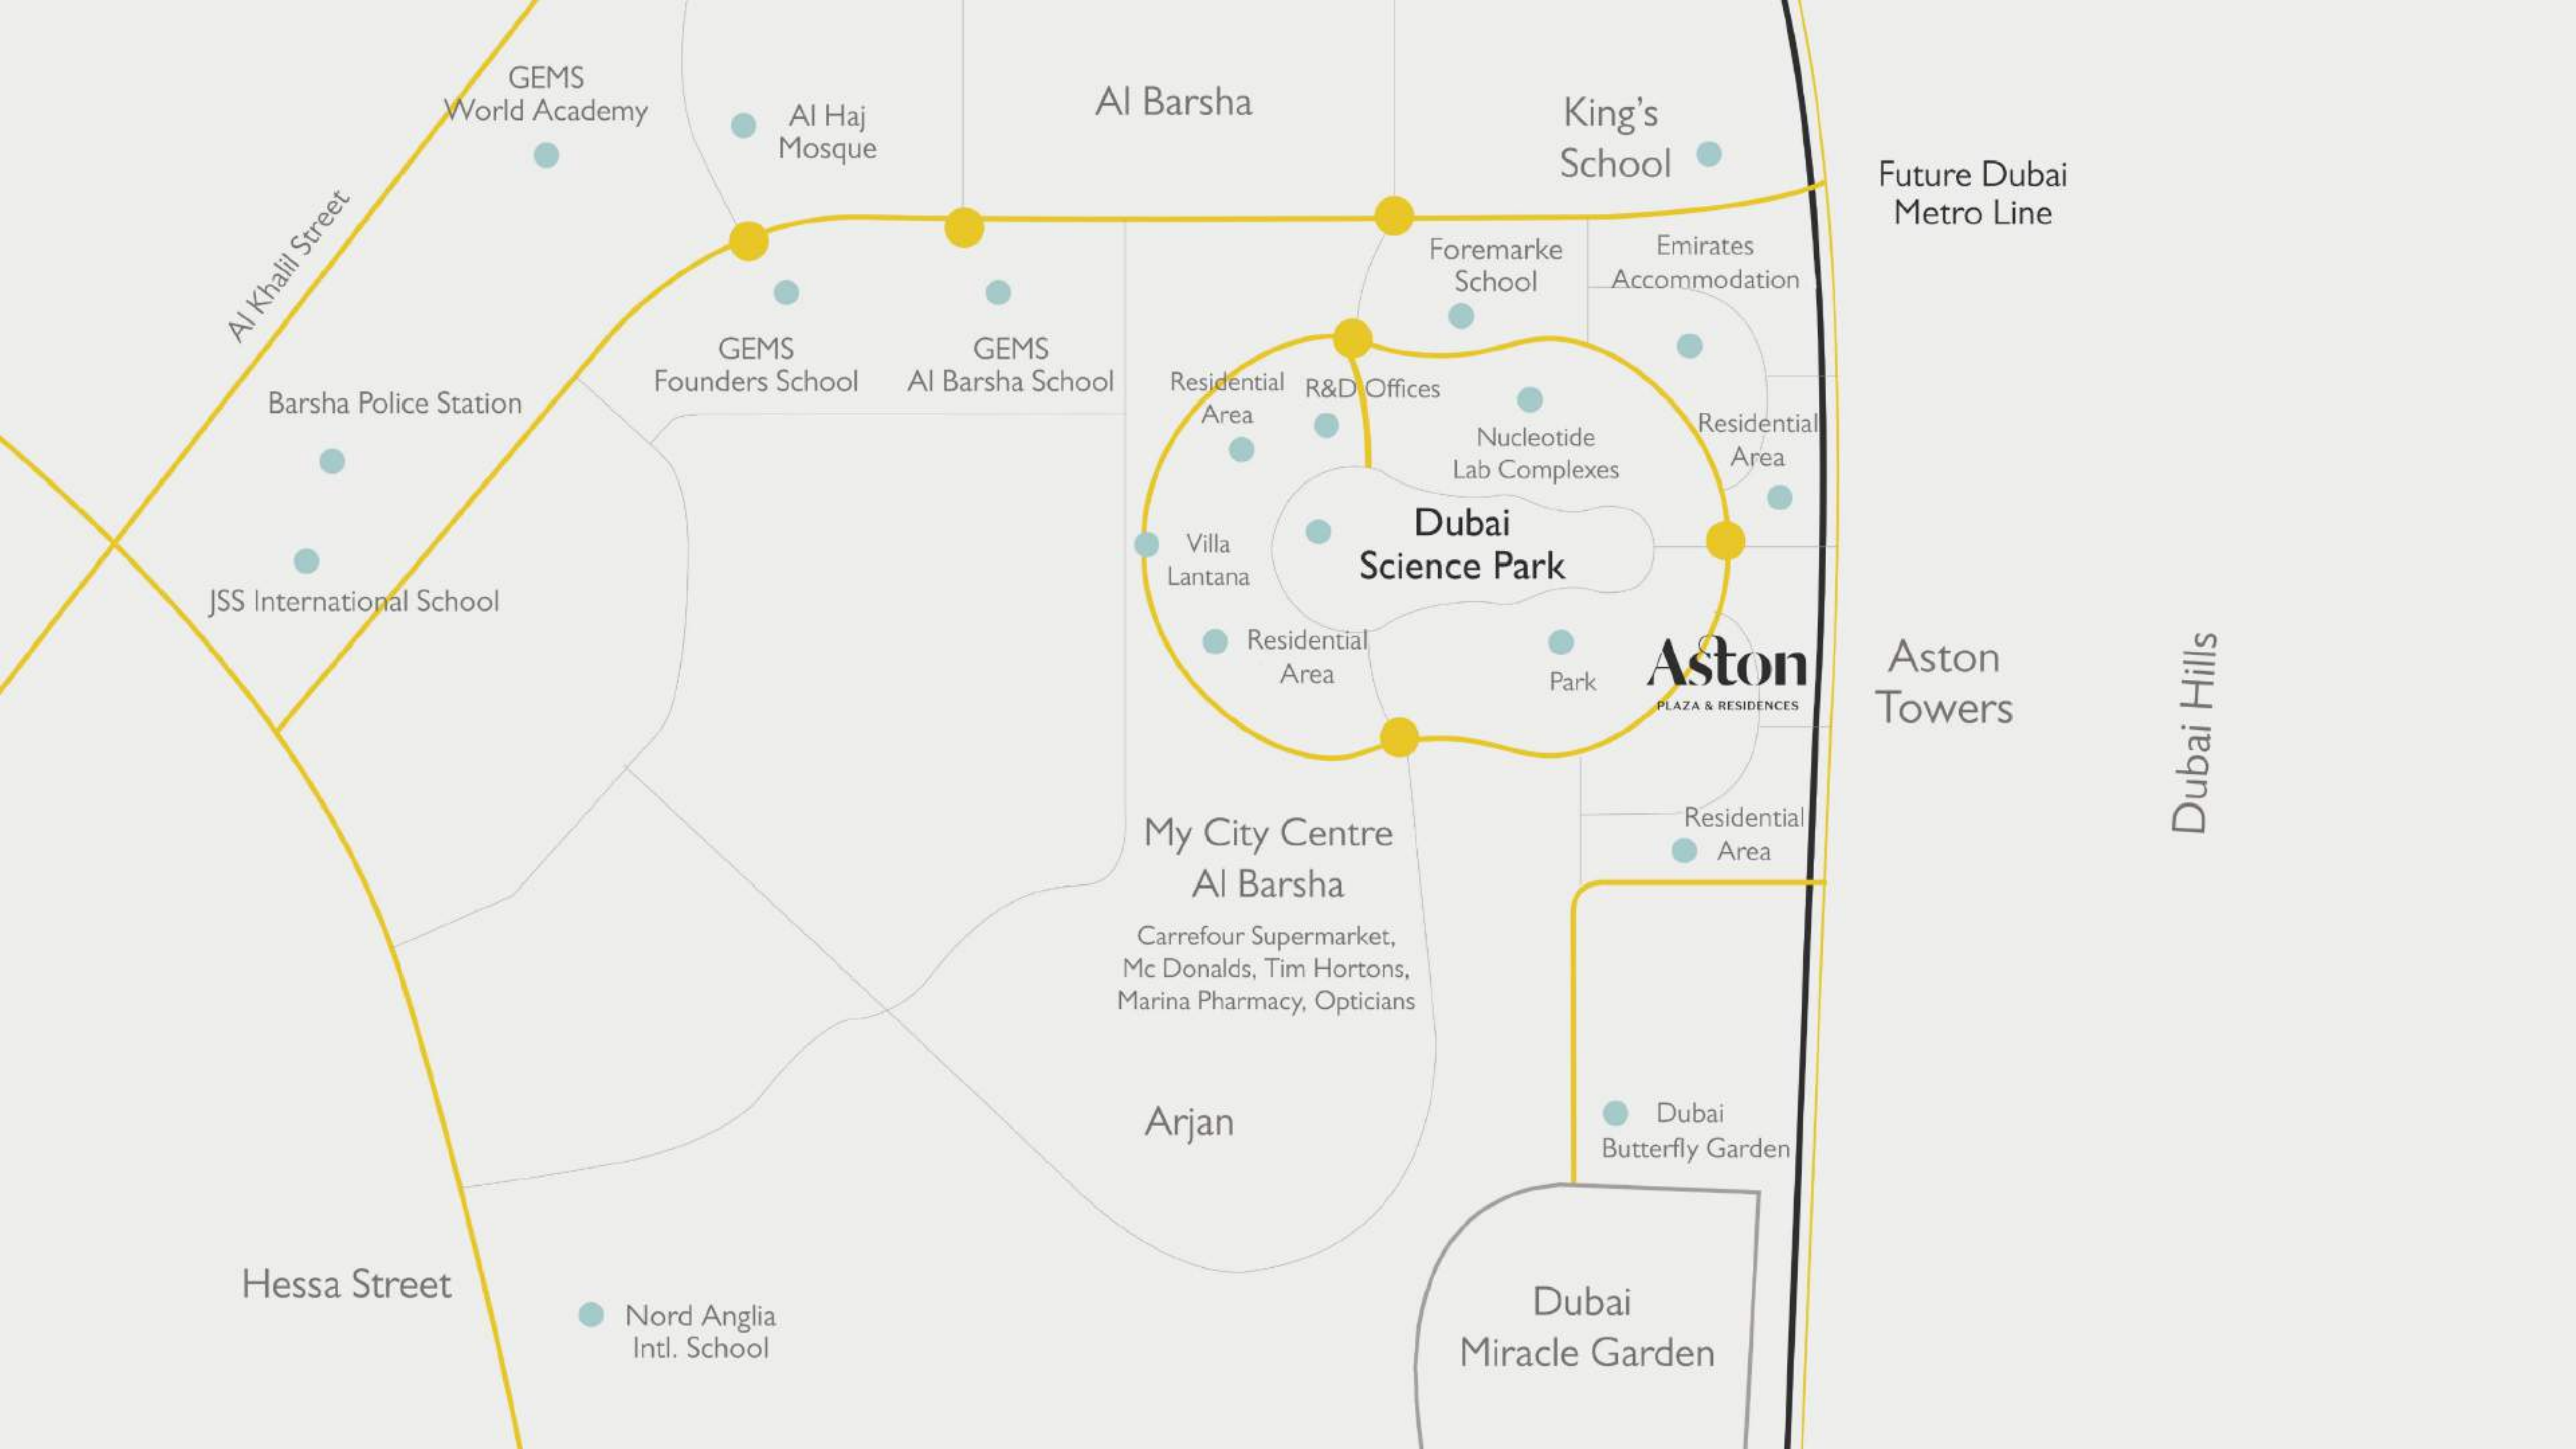 GEMS
World Academy
Al Haj
Mosque
Al Barsha
King's
School
Future Dubai
Metro Line
Al Khalil Street
Foremarke
School
Emirates
Accommodation
GEMS
Founders School
GEMS
Al Barsha School
Barsha Police Station
Residential
Area
R&D Offices
Nucleotide
Lab Complexes
Residential
Area
JSS International School
Villa
Lantana
Dubai
Science Park
Residential
Area
Park
Aston
PLAZA & RESIDENCES
Aston
Towers
Dubai Hills
My City Centre
Al Barsha
Carrefour Supermarket,
Mc Donalds, Tim Hortons,
Marina Pharmacy, Opticians
Residential
Area
Arjan
Dubai
Butterfly Garden
Hessa Street
Nord Anglia
Intl. School
Dubai
Miracle Garden